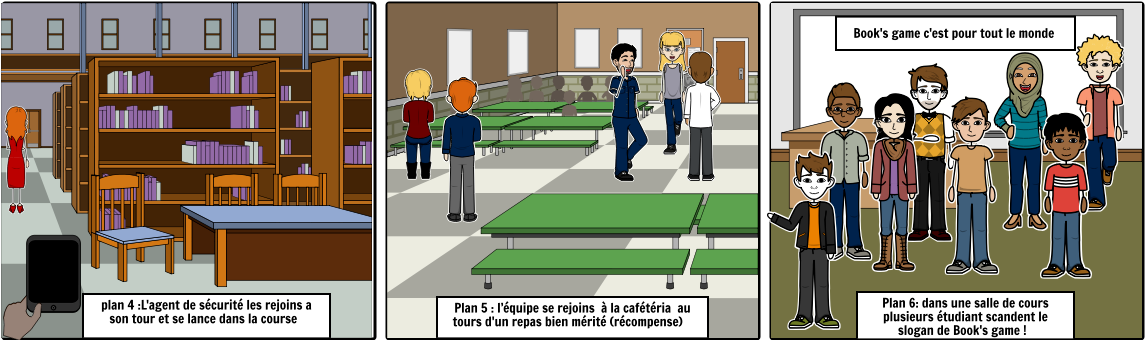 plan 4 :L'agent de sécurité les rejoins a
son tour et se lance dans la course
Plan 5 : l'équipe se rejoins à la cafétéria au
tours d'un repas bien mérité (récompense)
Book's game c'est pour tout le monde
Plan 6: dans une salle de cours
plusieurs étudiant scandent le
slogan de Book's game !